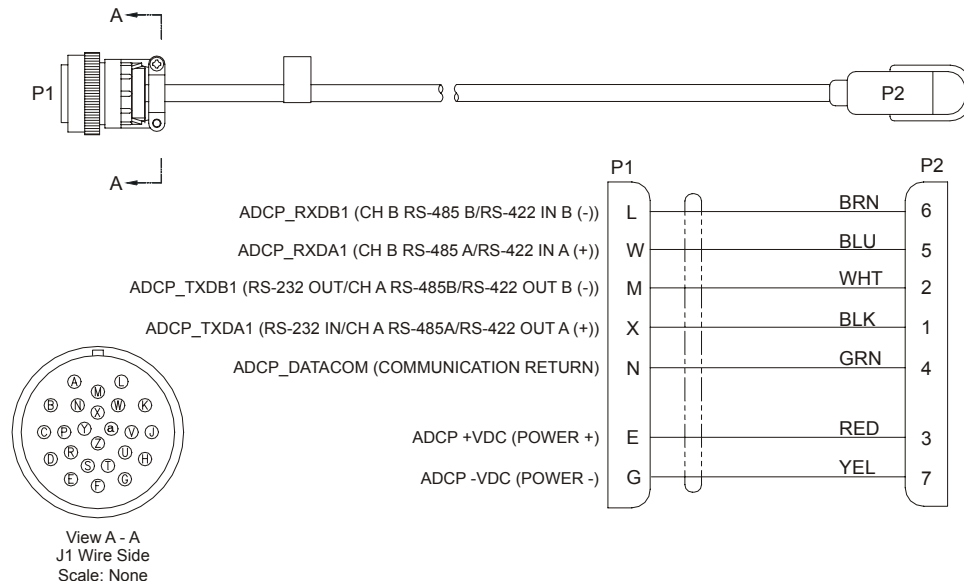 A
P1
P2
A
P1 P2
ADCP_RXDB1 (CH B RS-485 B/RS-422 IN B (-)) L BRN 6
ADCP_RXDA1 (CH B RS-485 A/RS-422 IN A (+)) W BLU 5
ADCP_TXDB1 (RS-232 OUT/CH A RS-485B/RS-422 OUT B (-)) M WHT 2
ADCP_TXDA1 (RS-232 IN/CH A RS-485A/RS-422 OUT A (+)) X BLK 1
ADCP_DATACOM (COMMUNICATION RETURN) N GRN 4
ADCP +VDC (POWER +) E RED 3
ADCP -VDC (POWER -) G YEL 7
A L
M
B N W K
X
C P Y a V J
Z
R U
D H
S T
E G
F
View A - A
J1 Wire Side
Scale: None